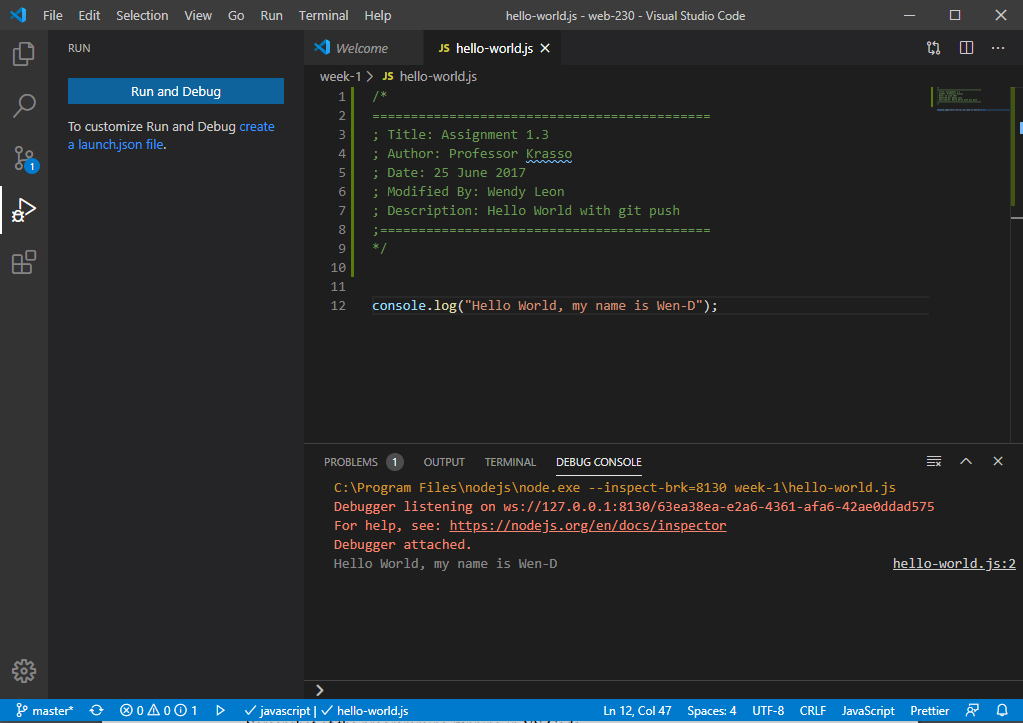 File Edit Selection View Go Run Terminal Help hello-world.js - web-230 - Visual Studio Code
RUN
Run and Debug
To customize Run and Debug create
a launch.json file.
1
Welcome JS hello-world.js
week-1 > JS hello-world.js
1 /*
2 ===========================================
3 ; Title: Assignment 1.3
4 ; Author: Professor Krasso
5 ; Date: 25 June 2017
6 ; Modified By: Wendy Leon
7 ; Description: Hello World with git push
8 ;===========================================
9 */
10
11
12 console.log("Hello World, my name is Wen-D");
PROBLEMS 1 OUTPUT TERMINAL DEBUG CONSOLE
C:\Program Files\nodejs\node.exe --inspect-brk=8130 week-1\hello-world.js
Debugger listening on ws://127.0.0.1:8130/63ea38ea-e2a6-4361-afa6-42ae0ddad575
For help, see: https://nodejs.org/en/docs/inspector
Debugger attached.
Hello World, my name is Wen-D hello-world.js:2
master* 0 0 1 javascript | hello-world.js Ln 12, Col 47 Spaces: 4 UTF-8 CRLF JavaScript Prettier